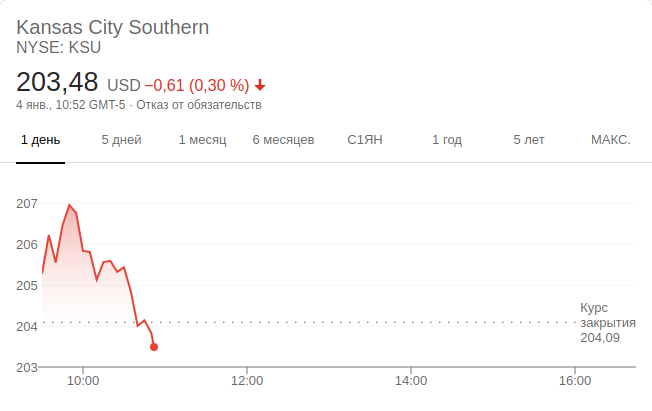 Kansas City Southern
NYSE: KSU
203,48 USD −0,61 (0,30 %)
4 янв., 10:52 GMT-5 · Отказ от обязательств
1 день 5 дней 1 месяц 6 месяцев С1ЯН 1 год 5 лет МАКС.
207
206
205
Курс
204 закрытия
204,09
203
10:00 12:00 14:00 16:00